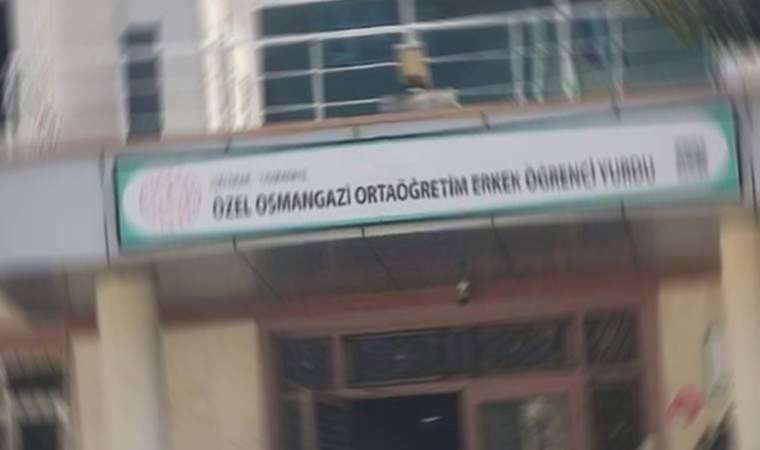 ÖZEL OSMANGAZİ ORTAÖĞRETİM ERKEK ÖĞRENCİ YURDU